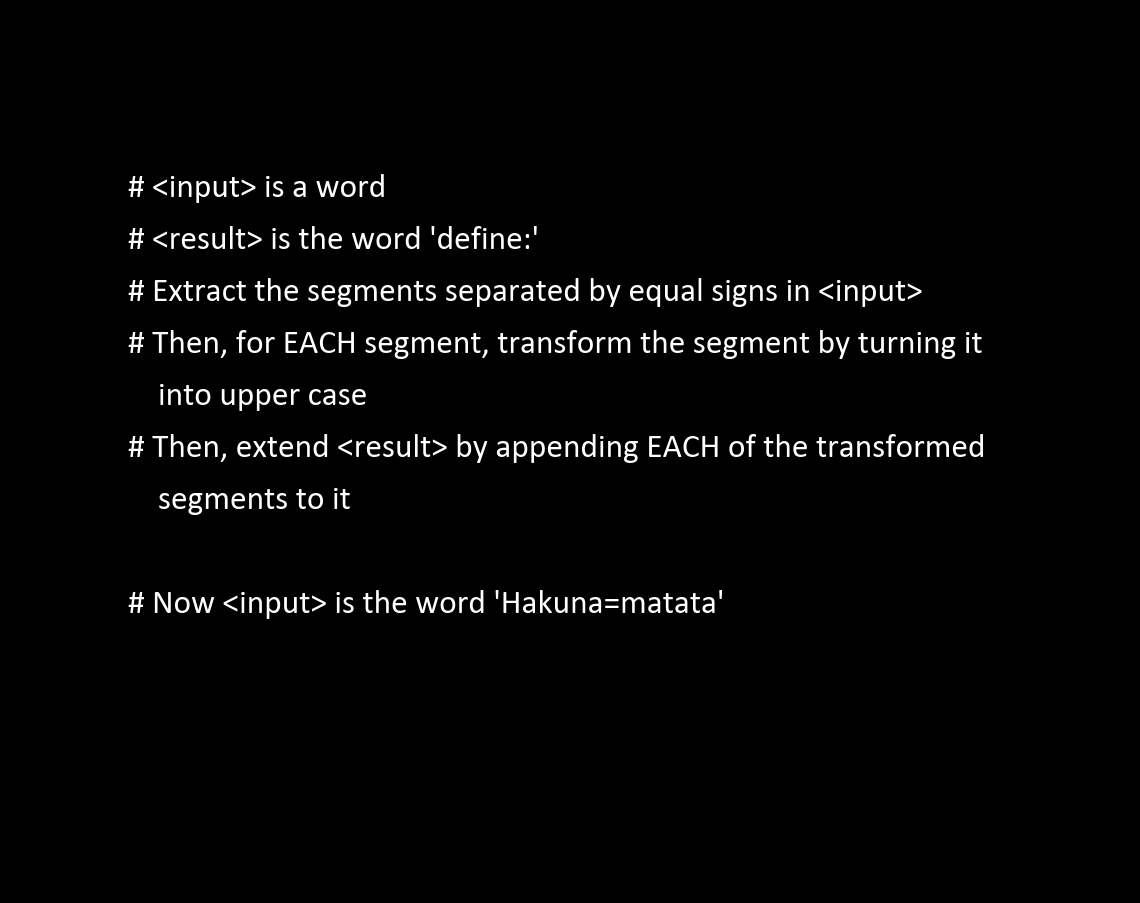 # <input> is a word
# <result> is the word 'define:'
# Extract the segments separated by equal signs in <input>
# Then, for EACH segment, transform the segment by turning it
into upper case
# Then, extend <result> by appending EACH of the transformed
segments to it
# Now <input> is the word 'Hakuna=matata'